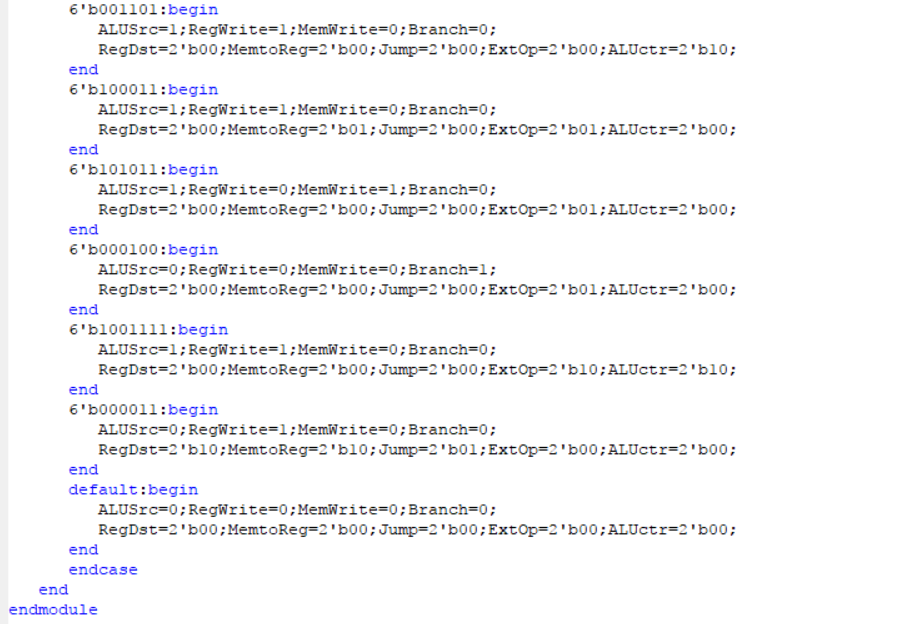 6'b001101:begin
ALUSrc=1;RegWrite=1;MemWrite=0;Branch=0;
RegDst=2'b00;MemtoReg=2'b00;Jump=2'b00;ExtOp=2'b00;ALUctr=2'b10;
end
6'b100011:begin
ALUSrc=1;RegWrite=1;MemWrite=0;Branch=0;
RegDst=2'b00;MemtoReg=2'b01;Jump=2'b00;ExtOp=2'b01;ALUctr=2'b00;
end
6'b101011:begin
ALUSrc=1;RegWrite=0;MemWrite=1;Branch=0;
RegDst=2'b00;MemtoReg=2'b00;Jump=2'b00;ExtOp=2'b01;ALUctr=2'b00;
end
6'b000100:begin
ALUSrc=0;RegWrite=0;MemWrite=0;Branch=1;
RegDst=2'b00;MemtoReg=2'b00;Jump=2'b00;ExtOp=2'b01;ALUctr=2'b00;
end
6'b1001111:begin
ALUSrc=1;RegWrite=1;MemWrite=0;Branch=0;
RegDst=2'b00;MemtoReg=2'b00;Jump=2'b00;ExtOp=2'b10;ALUctr=2'b10;
end
6'b000011:begin
ALUSrc=0;RegWrite=1;MemWrite=0;Branch=0;
RegDst=2'b10;MemtoReg=2'b10;Jump=2'b01;ExtOp=2'b00;ALUctr=2'b00;
end
default:begin
ALUSrc=0;RegWrite=0;MemWrite=0;Branch=0;
RegDst=2'b00;MemtoReg=2'b00;Jump=2'b00;ExtOp=2'b00;ALUctr=2'b00;
end
endcase
end
endmodule